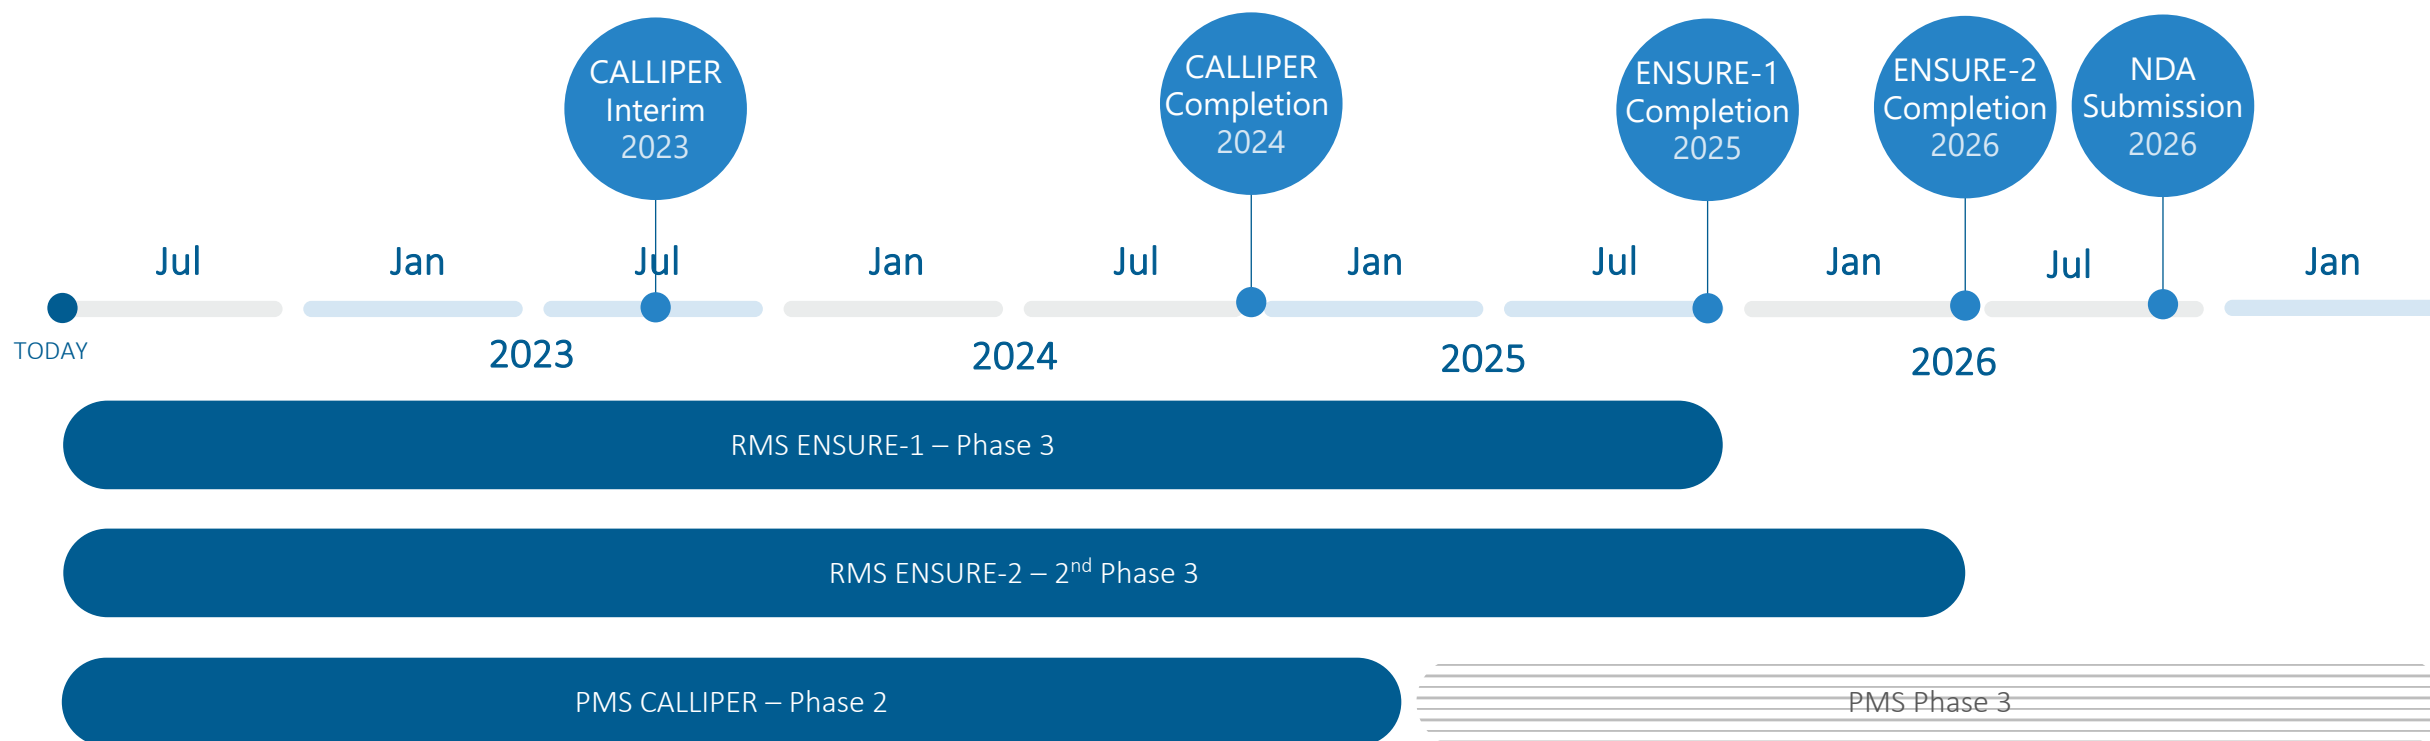 CALLIPER
Interim
2023
CALLIPER
Completion
2024
ENSURE-1
Completion
2025
ENSURE-2
Completion
2026
NDA
Submission
2026
Jul
Jan
Jul
Jan
Jul
Jan
Jul
Jan
Jul
Jan
TODAY
2023
2024
2025
2026
RMS ENSURE-1 – Phase 3
RMS ENSURE-2 – 2nd Phase 3
PMS CALLIPER – Phase 2
PMS Phase 3